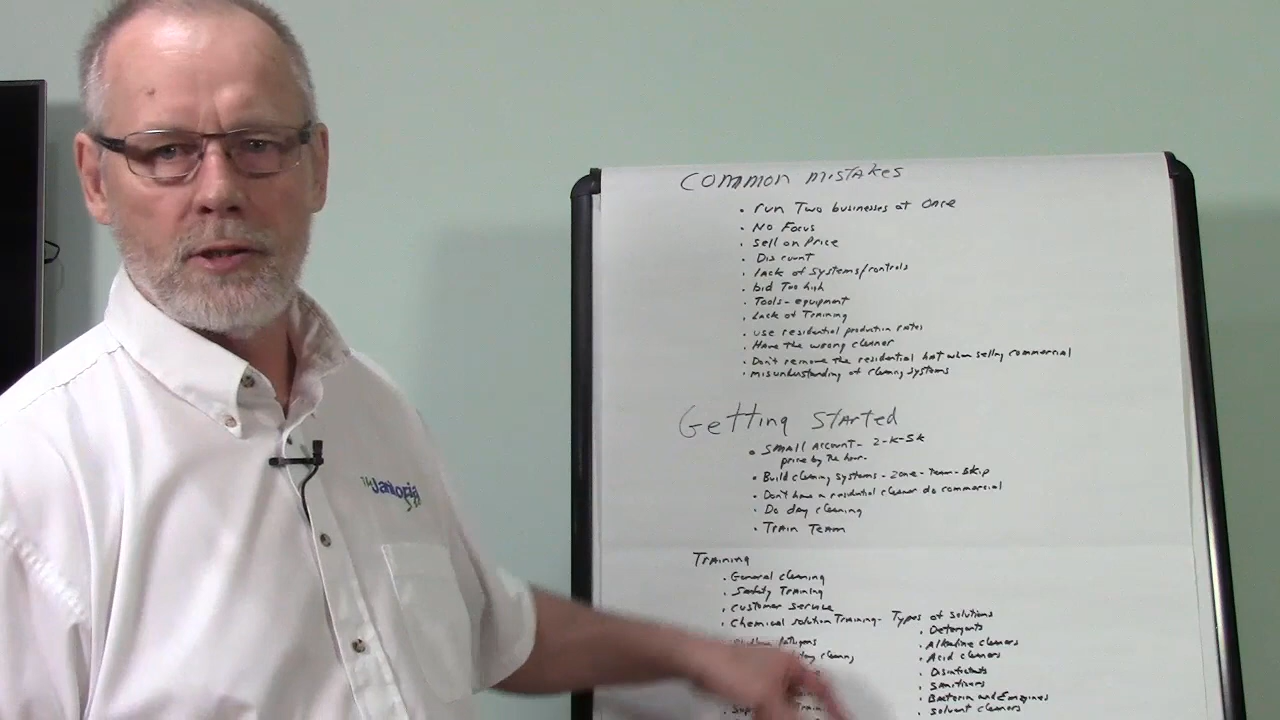 Common mistakes
• run Two businesses at Once
• No Focus
• Sell on Price
• Discount
• lack of systems/controls
• bid Too high
• Tools - equipment
• Lack of Training
• use residential production rates
• Have the wrong cleaner
• Don't remove the residential hat when selling commercial
• misunderstanding of cleaning systems
Getting Started
• SMALL Account - 2-K-5K
price by the hour.
• Build cleaning systems - zone - Team - skip
• Don't have a residential cleaner do commercial
• Do day cleaning
• Train Team
Training
• General cleaning
• Safety Training
• customer service
• Chemical solution Training - Types of solutions
• Detergents
• Alkaline cleaners
• Acid cleaners
• Disinfectants
• Sanitizers
• Bacteria and Enzymes
• Solvent cleaners
day cleaning